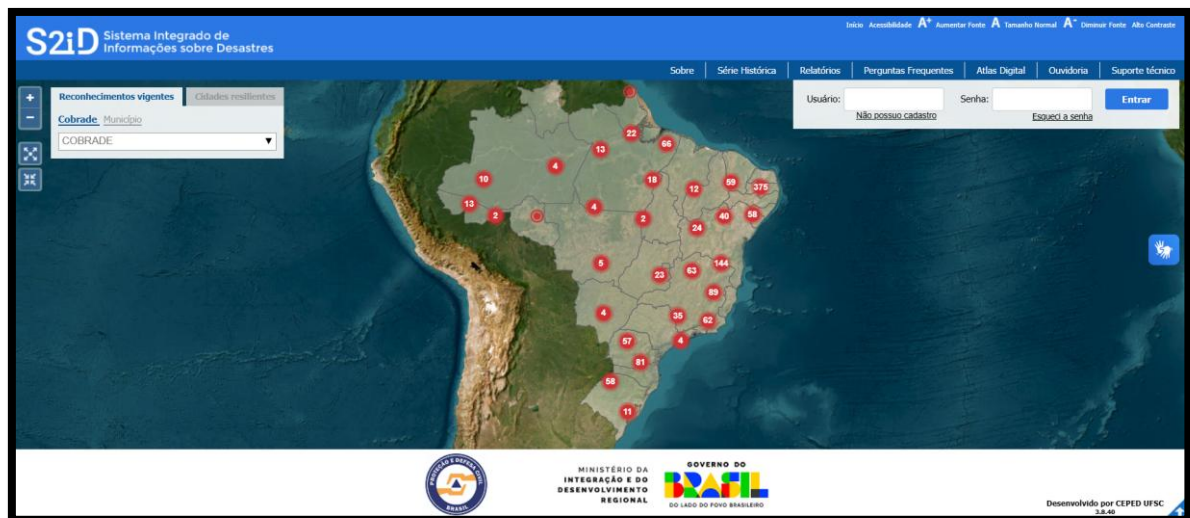 Início Acessibilidade A+ Aumentar Fonte A Tamanho Normal A- Diminuir Fonte Alto Contraste
S2iD Sistema Integrado de
Informações sobre Desastres
Sobre Série Histórica Relatórios Perguntas Frequentes Atlas Digital Ouvidoria Suporte técnico
+
-
Reconhecimentos vigentes Cidades resilientes
Cobrade Município
COBRADE
Usuário: Senha: Entrar
Não possuo cadastro Esqueci a senha
22
66
13
4
10
18
12
59
375
13
2
4
2
40
58
24
5
23
63
144
89
4
35
62
57
4
81
58
11
PROTEÇÃO E DEFESA CIVIL
BRASIL
MINISTÉRIO DA
INTEGRAÇÃO E DO
DESENVOLVIMENTO
REGIONAL
GOVERNO DO
BRASIL
DO LADO DO POVO BRASILEIRO
Desenvolvido por CEPED UFSC
3.8.40